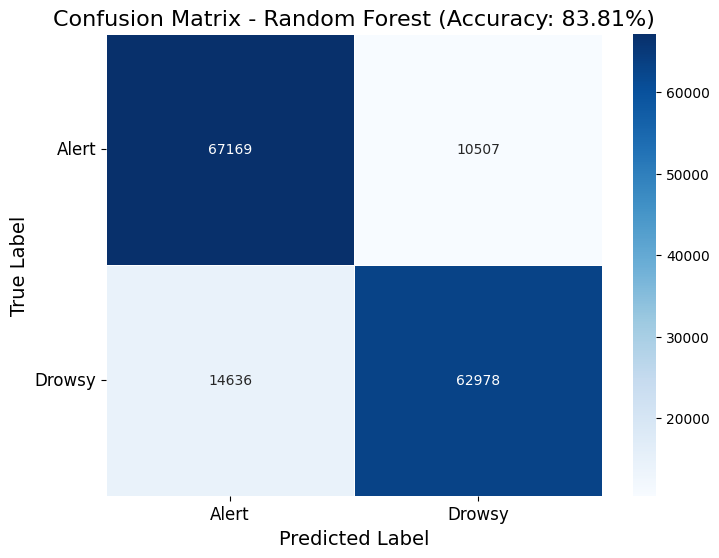 Confusion Matrix - Random Forest (Accuracy: 83.81%)
True Label
Alert
67169
10507
Drowsy
14636
62978
Alert
Drowsy
Predicted Label
60000
50000
40000
30000
20000